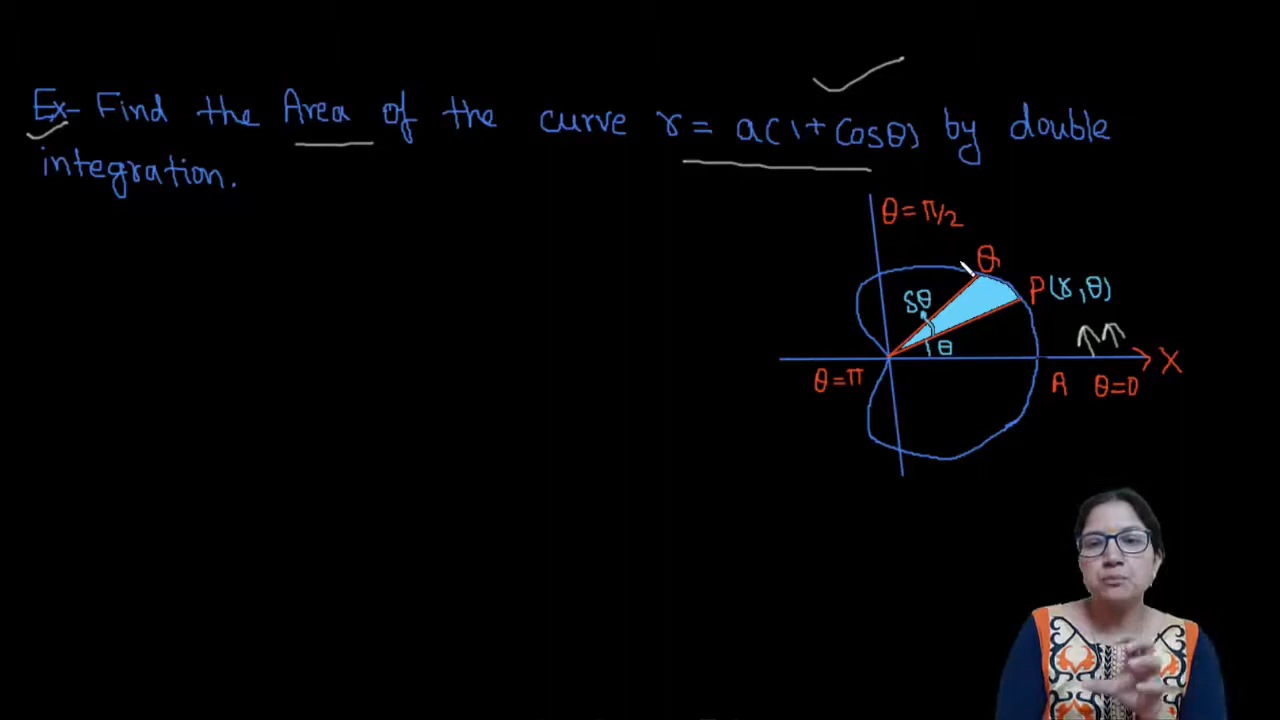 Ex- Find the Area of the curve r = a(1+ Cosθ) by double
integration.
θ = π/2
Q
P(r,θ)
δθ
θ
θ=π
A
θ=0
X